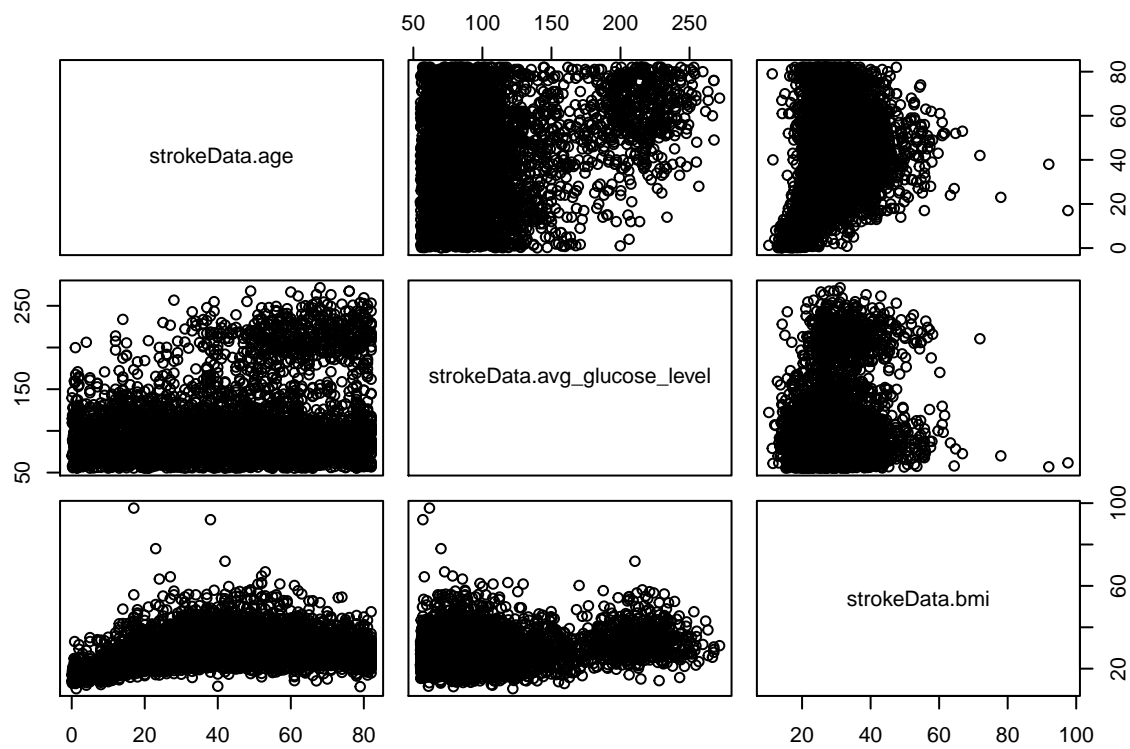 50 100 150 200 250
strokeData.age
0 20 40 60 80
50 150 250
strokeData.avg_glucose_level
strokeData.bmi
20 60 100
0 20 40 60 80
20 40 60 80 100